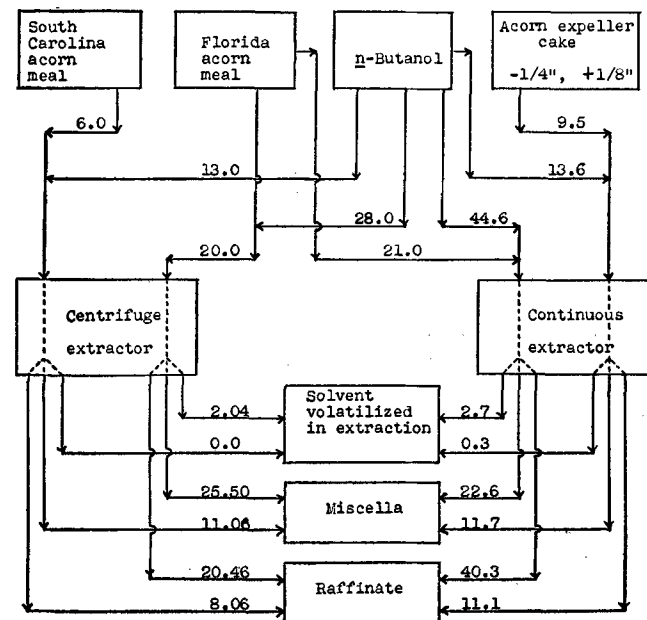 South
Carolina
acorn
meal
Florida
acorn
meal
n-Butanol
Acorn expeller
cake
-1/4", +1/8"
6.0
9.5
13.0
13.6
28.0
44.6
20.0
21.0
Centrifuge
extractor
Continuous
extractor
Solvent
volatilized
in extraction
2.04
2.7
0.0
0.3
25.50
22.6
Miscella
11.06
11.7
20.46
40.3
Raffinate
8.06
11.1